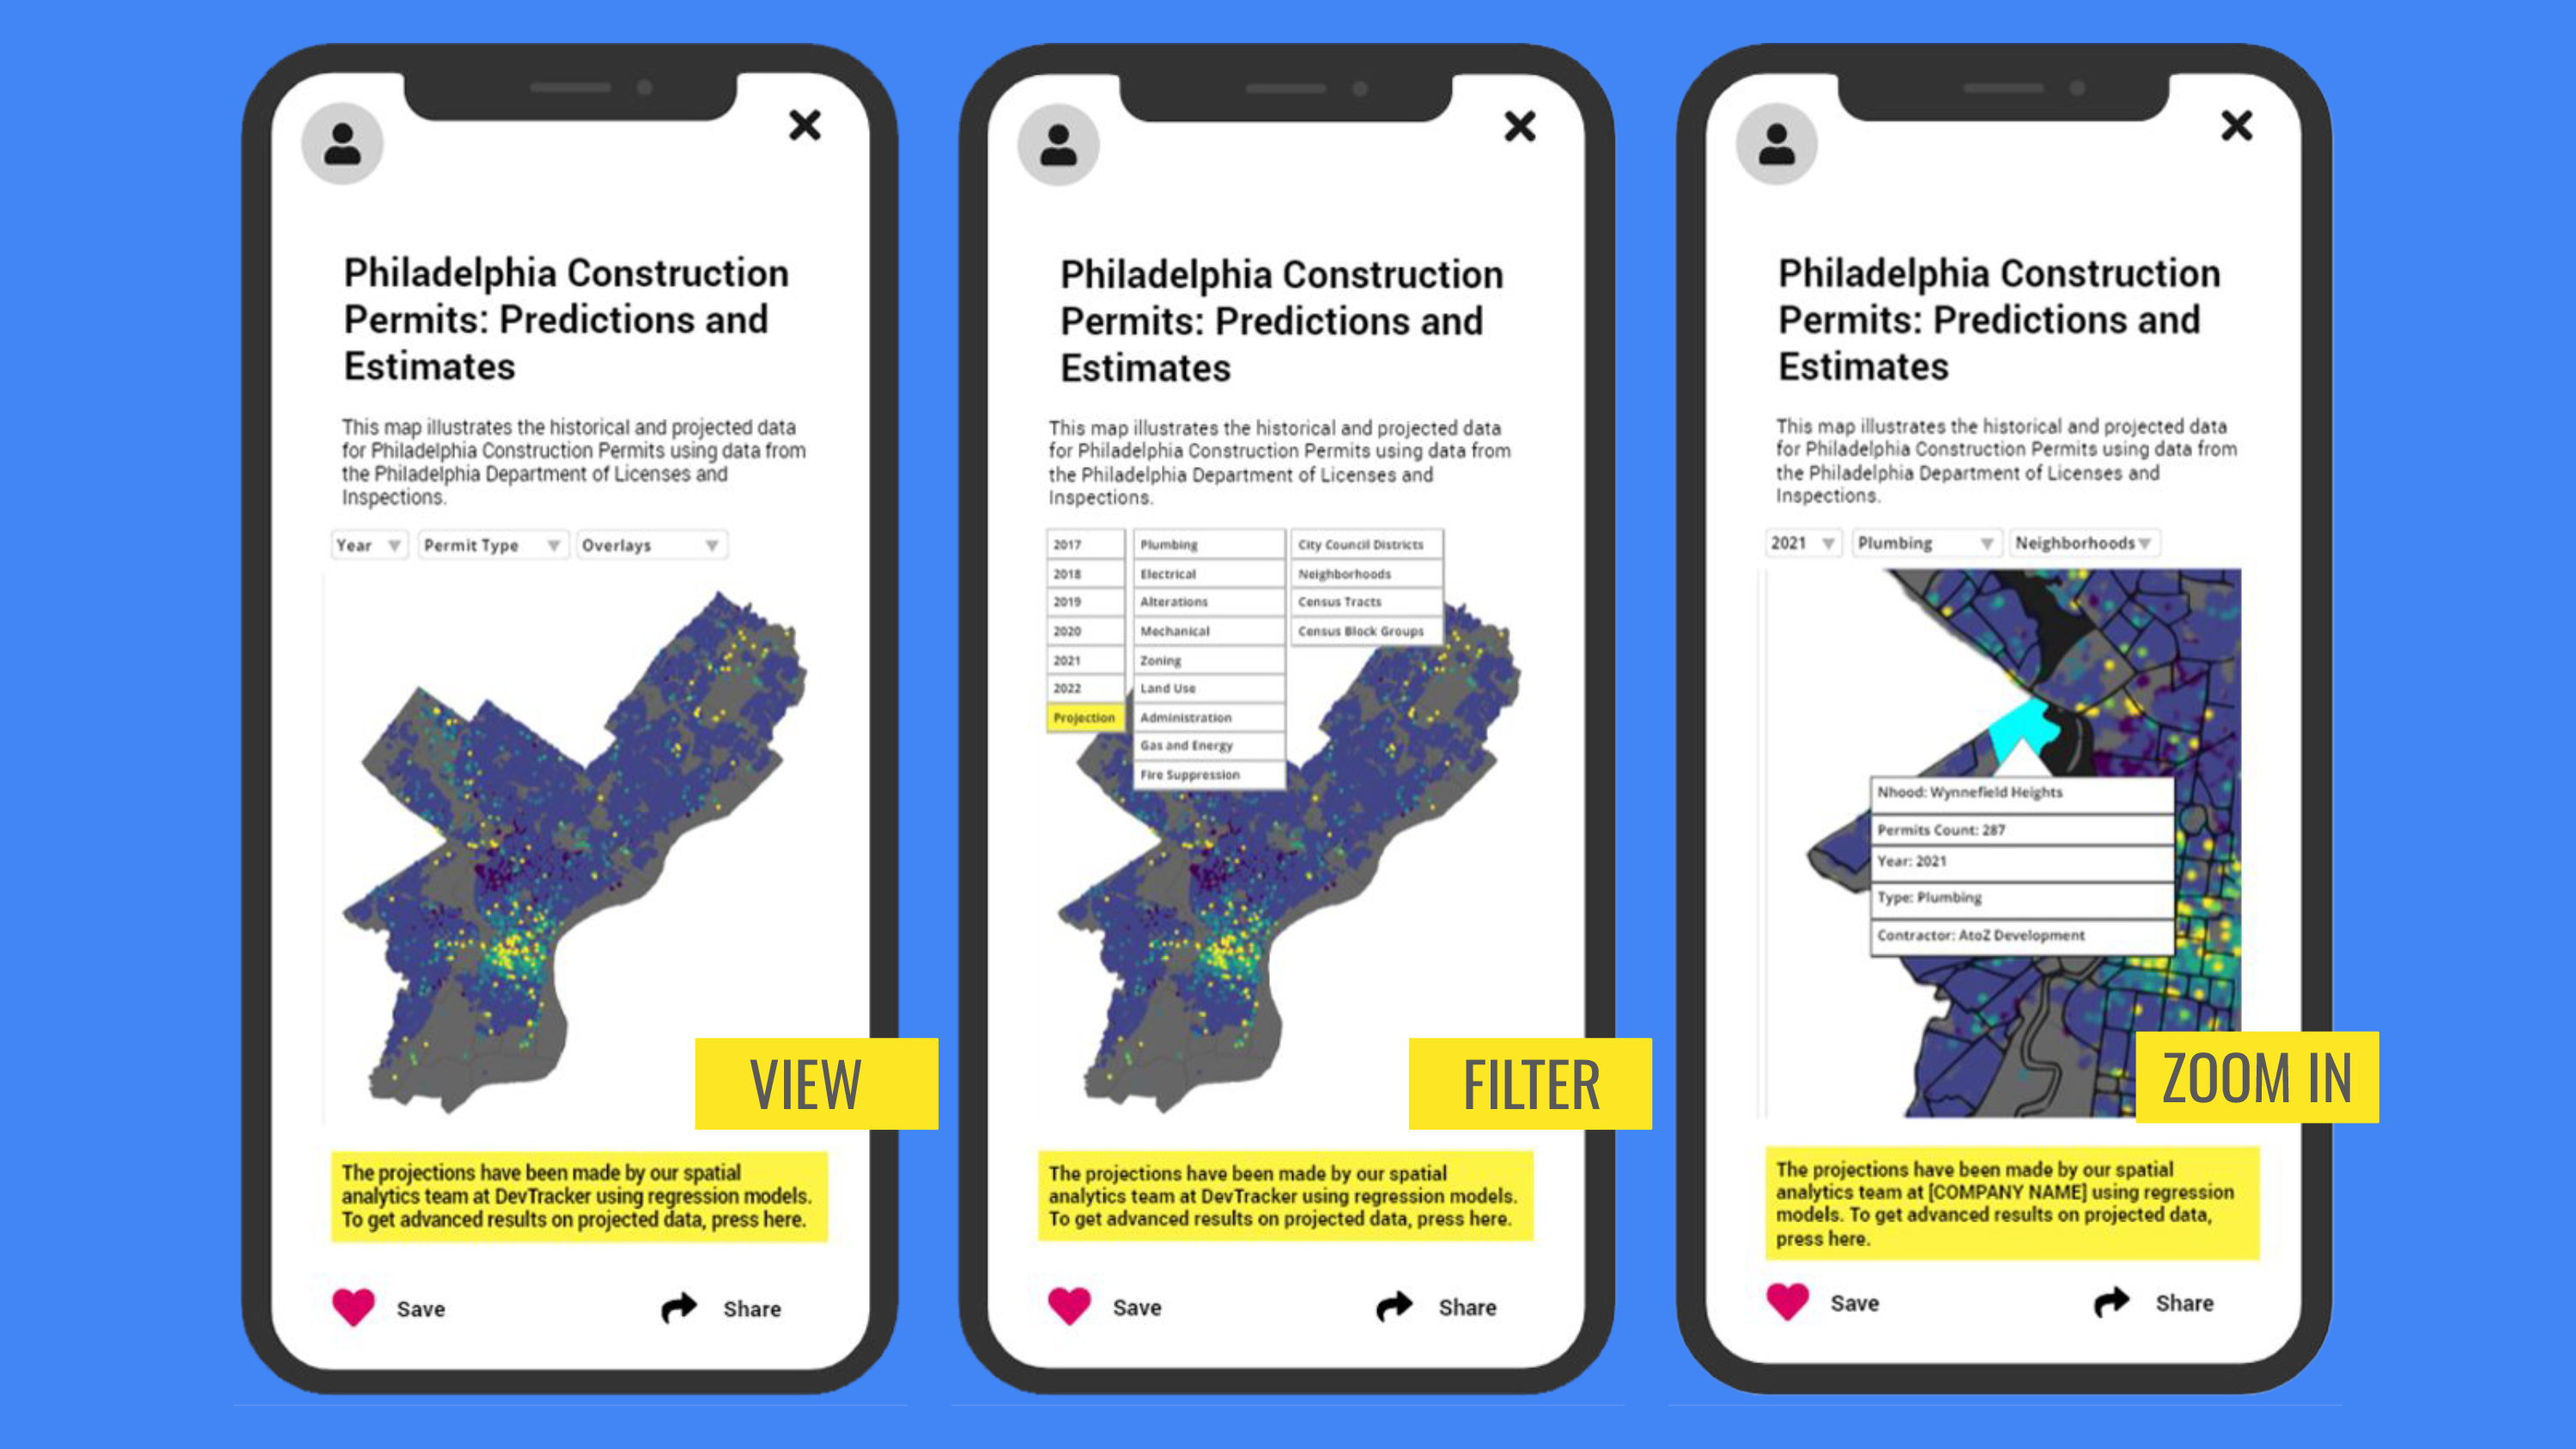 Philadelphia Construction
Permits: Predictions and
Estimates
This map illustrates the historical and projected data
for Philadelphia Construction Permits using data from
the Philadelphia Department of Licenses and
Inspections.
Year
Permit Type
Overlays
VIEW
The projections have been made by our spatial
analytics team at DevTracker using regression models.
To get advanced results on projected data, press here.
Save
Share
Philadelphia Construction
Permits: Predictions and
Estimates
This map illustrates the historical and projected data
for Philadelphia Construction Permits using data from
the Philadelphia Department of Licenses and
Inspections.
2017
2018
2019
2020
2021
2022
Projection
Plumbing
Electrical
Alterations
Mechanical
Zoning
Land Use
Administration
Gas and Energy
Fire Suppression
City Council Districts
Neighborhoods
Census Tracts
Census Block Groups
FILTER
The projections have been made by our spatial
analytics team at DevTracker using regression models.
To get advanced results on projected data, press here.
Save
Share
Philadelphia Construction
Permits: Predictions and
Estimates
This map illustrates the historical and projected data
for Philadelphia Construction Permits using data from
the Philadelphia Department of Licenses and
Inspections.
2021
Plumbing
Neighborhoods
Nhood: Wynnefield Heights
Permits Count: 287
Year: 2021
Type: Plumbing
Contractor: AtoZ Development
ZOOM IN
The projections have been made by our spatial
analytics team at [COMPANY NAME] using regression
models. To get advanced results on projected data,
press here.
Save
Share